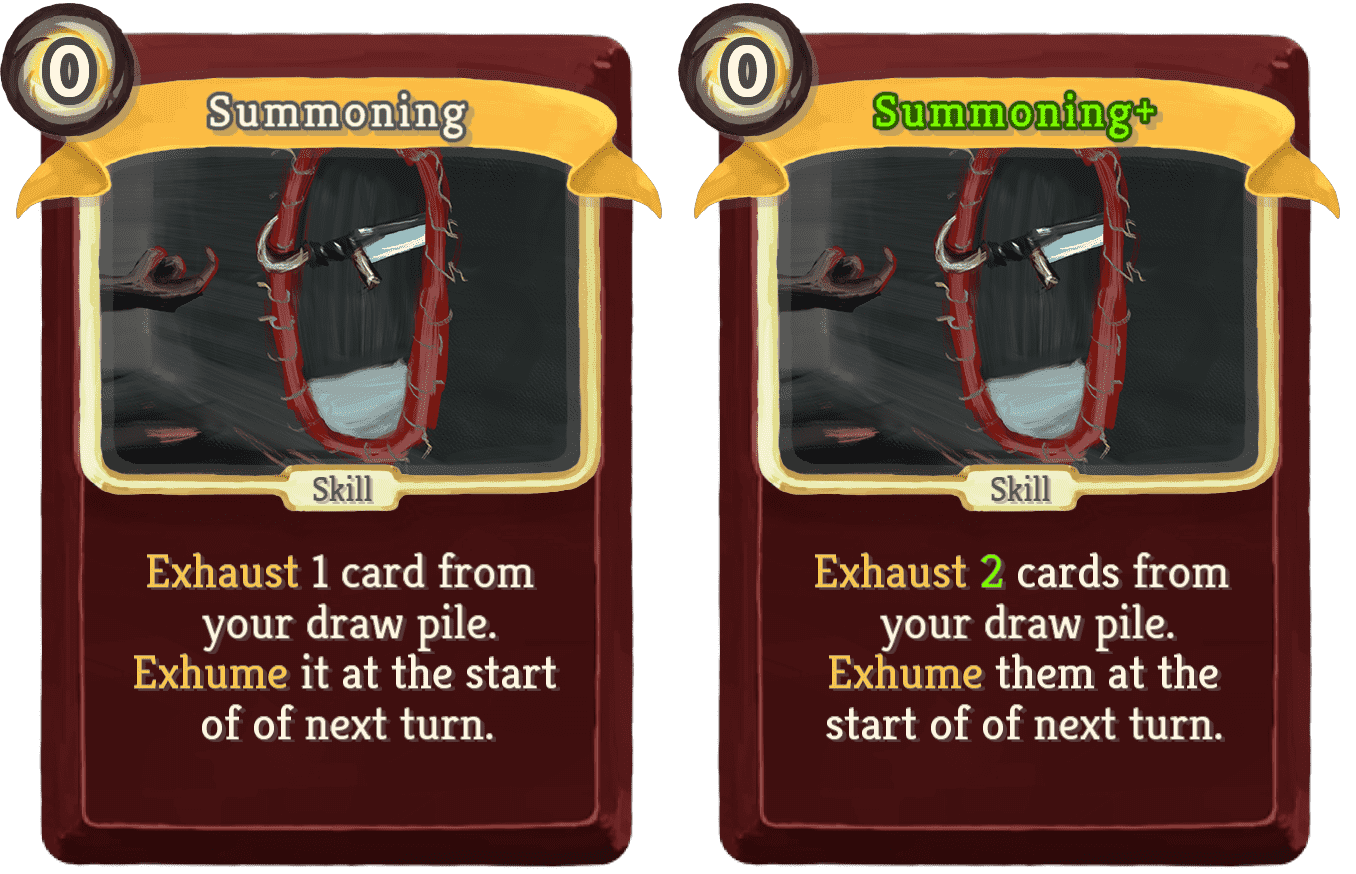 0
Summoning
Skill
Exhaust 1 card from
your draw pile.
Exhume it at the start
of of next turn.
0
Summoning+
Skill
Exhaust 2 cards from
your draw pile.
Exhume them at the
start of of next turn.